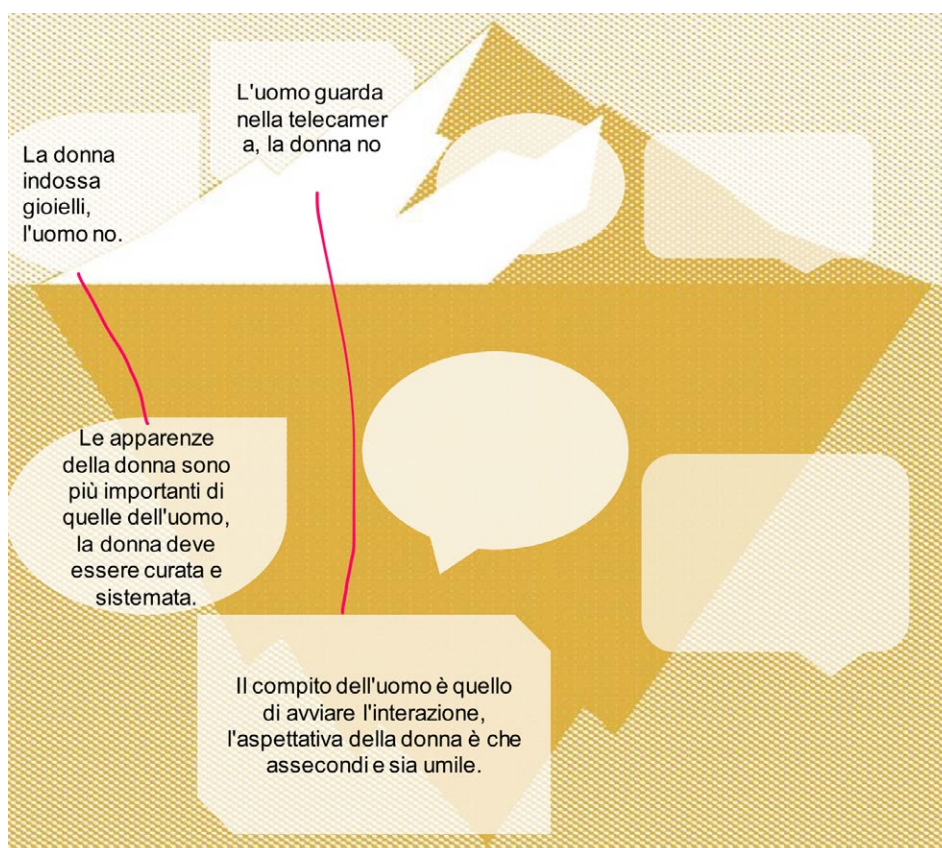 L'uomo guarda
nella telecamer
a, la donna no
La donna
indossa
gioielli,
l'uomo no.
Le apparenze
della donna sono
più importanti di
quelle dell'uomo,
la donna deve
essere curata e
sistemata.
Il compito dell'uomo è quello
di avviare l'interazione,
l'aspettativa della donna è che
assecondi e sia umile.